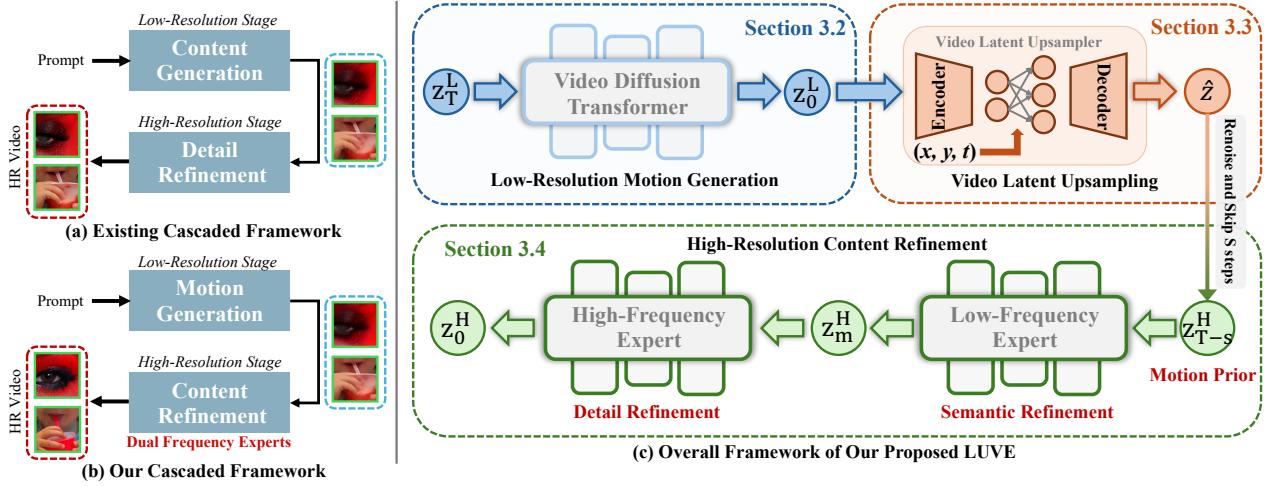 Low-Resolution Stage
Prompt
Content
Generation
High-Resolution Stage
Detail
Refinement
HR Video
(a) Existing Cascaded Framework
Low-Resolution Stage
Prompt
Motion
Generation
High-Resolution Stage
Content
Refinement
HR Video
Dual Frequency Experts
(b) Our Cascaded Framework
Section 3.2
z_T^L
Video Diffusion
Transformer
z_0^L
Low-Resolution Motion Generation
Section 3.3
Video Latent Upsampler
Encoder
Decoder
(x, y, t)
ẑ
Video Latent Upsampling
Renoise and Skip S steps
Section 3.4
High-Resolution Content Refinement
z_0^H
High-Frequency
Expert
z_m^H
Low-Frequency
Expert
z_{T-s}^H
Detail Refinement
Semantic Refinement
Motion Prior
(c) Overall Framework of Our Proposed LUVE